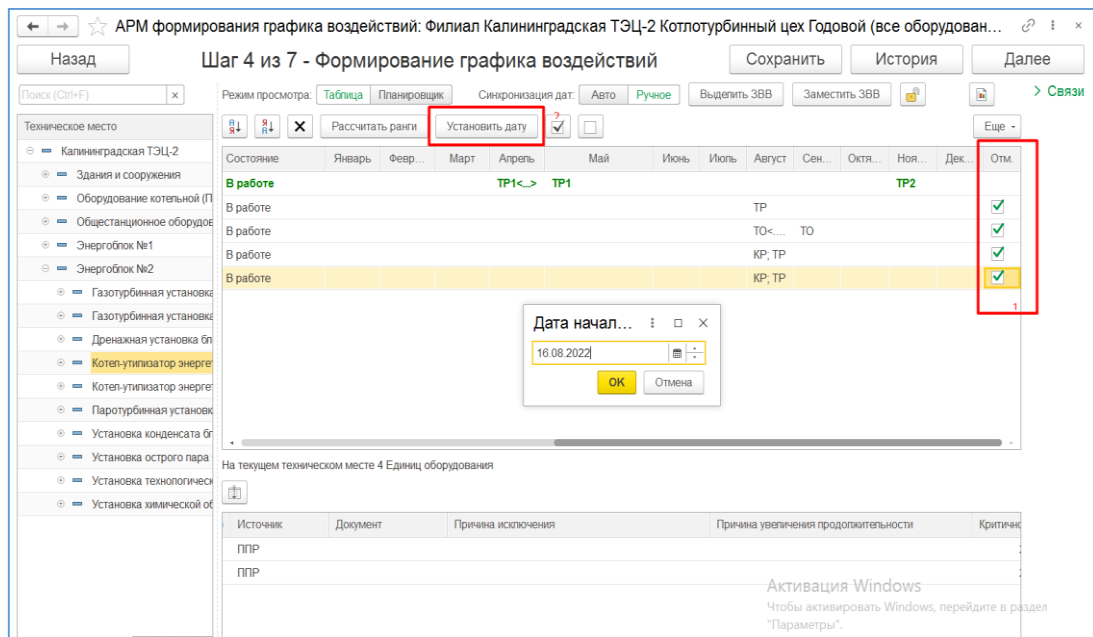 АРМ формирования графика воздействий: Филиал Калининградская ТЭЦ-2 Котлотурбинный цех Годовой (все оборудован...
Назад Шаг 4 из 7 - Формирование графика воздействий Сохранить История Далее
Поиск (Ctrl+F) x Режим просмотра: Таблица Планировщик Синхронизация дат: Авто Ручное Выделить ЗВВ Заместить ЗВВ > Связи
Рассчитать ранги Установить дату 2 Еще
Техническое место
Калининградская ТЭЦ-2
Здания и сооружения
Оборудование котельной (П
Общестанционное оборудов
Энергоблок №1
Энергоблок №2
Газотурбинная установка
Газотурбинная установка
Дренажная установка бл
Котел-утилизатор энергет
Котел-утилизатор энергет
Паротурбинная установк
Установка конденсата бл
Установка острого пара
Установка технологическ
Установка химической об
Состояние Январь Февр... Март Апрель Май Июнь Июль Август Сен... Октя... Ноя... Дек... Отм.
В работе ТР1<...> ТР1 ТР2
В работе ТР
В работе ТО<.... ТО
В работе КР; ТР
В работе КР; ТР
1
Дата начал...
16.08.2022
ОК Отмена
На текущем техническом месте 4 Единиц оборудования
Источник Документ Причина исключения Причина увеличения продолжительности Критично
ППР
ППР
Активация Windows
Чтобы активировать Windows, перейдите в раздел
"Параметры".